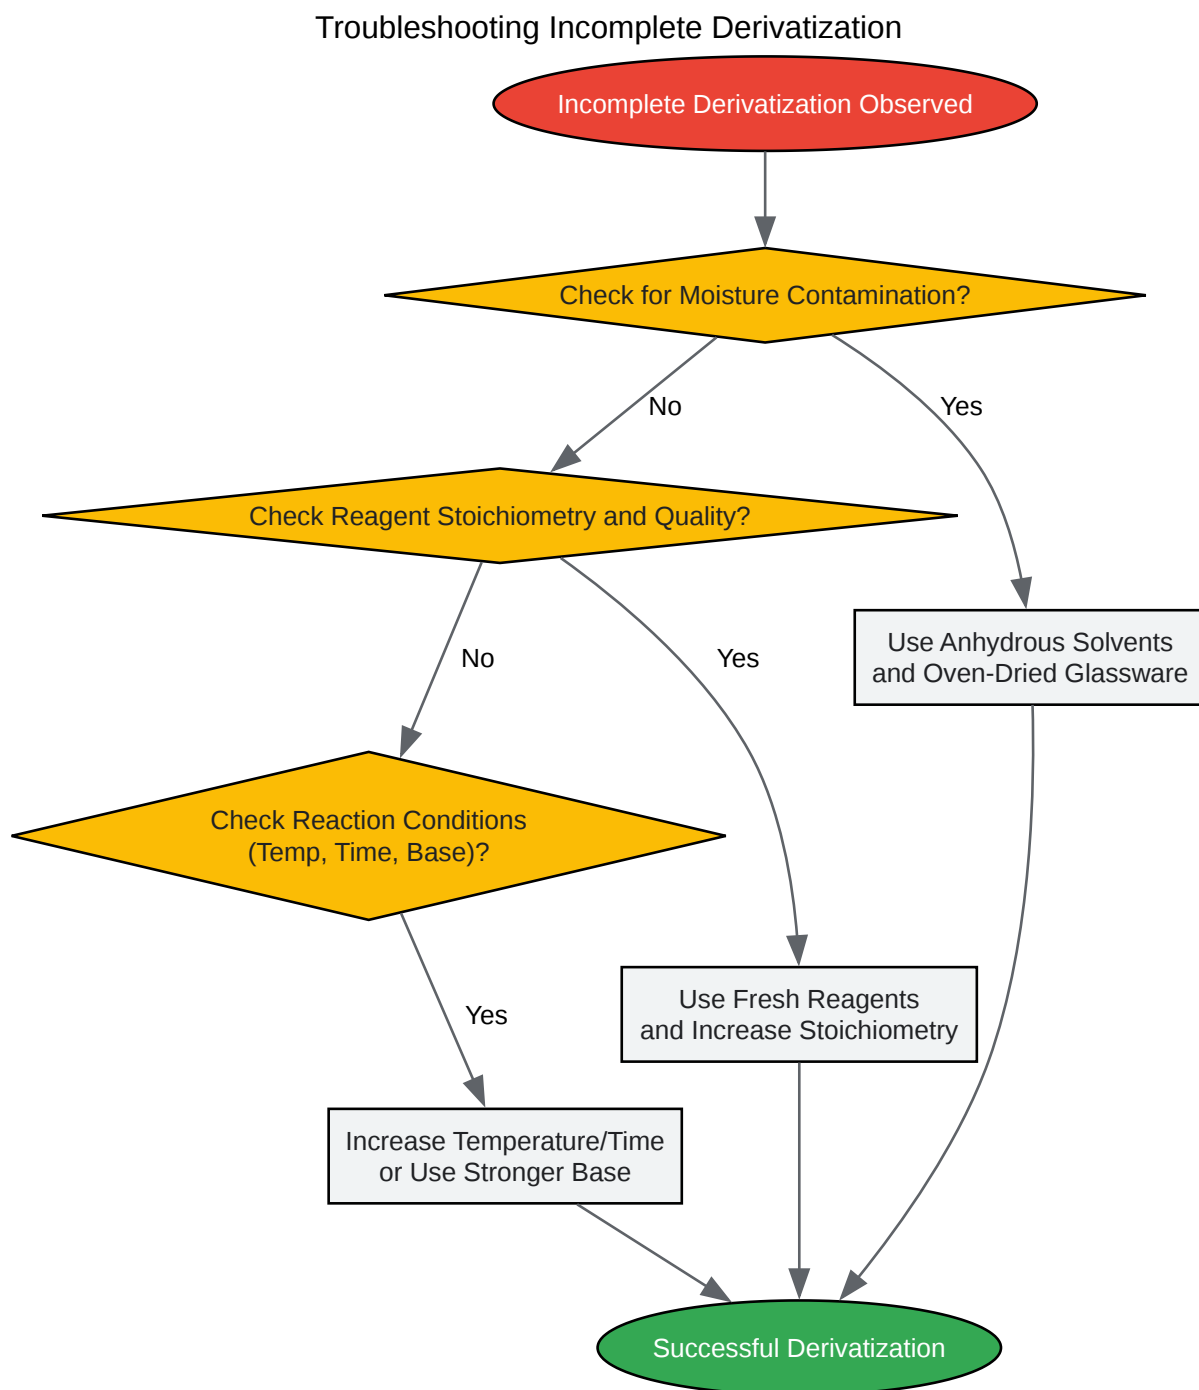 Troubleshooting Incomplete Derivatization
Incomplete Derivatization Observed
Check for Moisture Contamination?
No
Yes
Check Reagent Stoichiometry and Quality?
Use Anhydrous Solvents
and Oven-Dried Glassware
No
Yes
Check Reaction Conditions
(Temp, Time, Base)?
Use Fresh Reagents
and Increase Stoichiometry
Yes
Increase Temperature/Time
or Use Stronger Base
Successful Derivatization